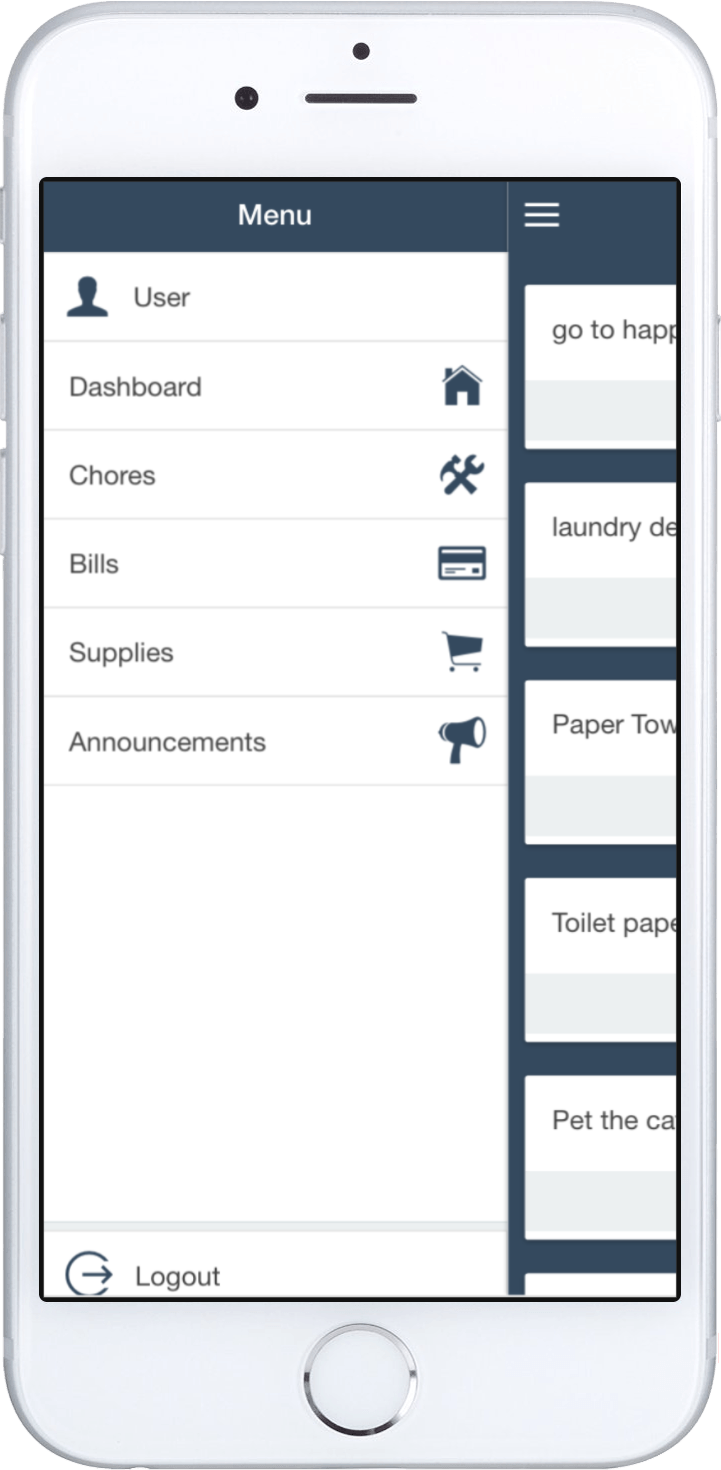 Menu
User
Dashboard
Chores
Bills
Supplies
Announcements
Logout
go to happ
laundry de
Paper Tow
Toilet pape
Pet the ca